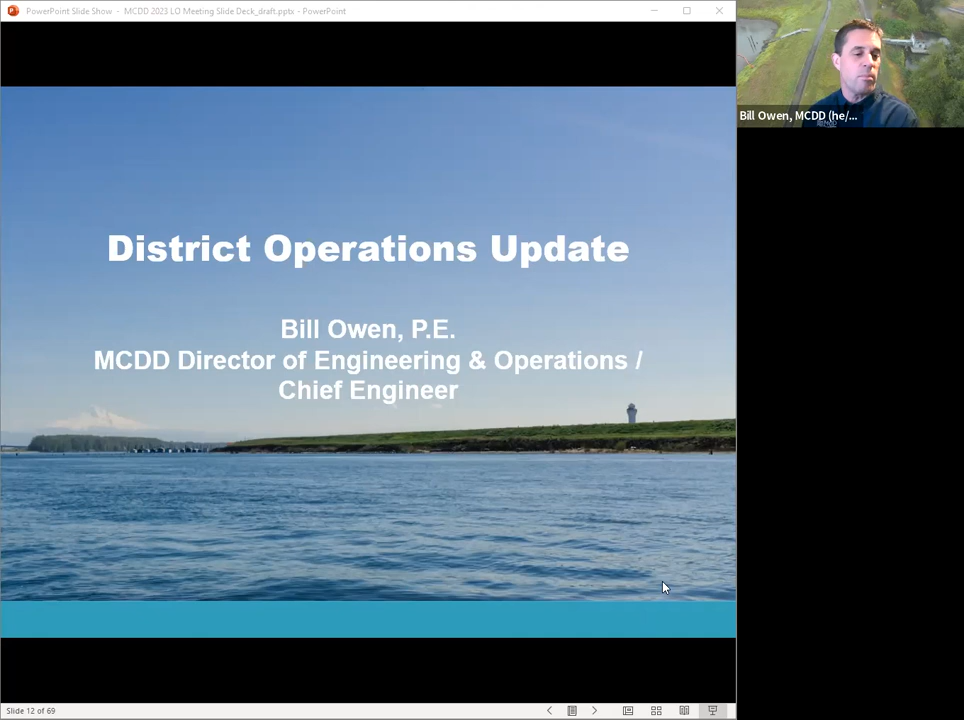 PowerPoint Slide Show - MCDD 2023 LO Meeting Slide Deck_draft.pptx - PowerPoint
Bill Owen, MCDD (he/...
District Operations Update
Bill Owen, P.E.
MCDD Director of Engineering & Operations /
Chief Engineer
Slide 12 of 69